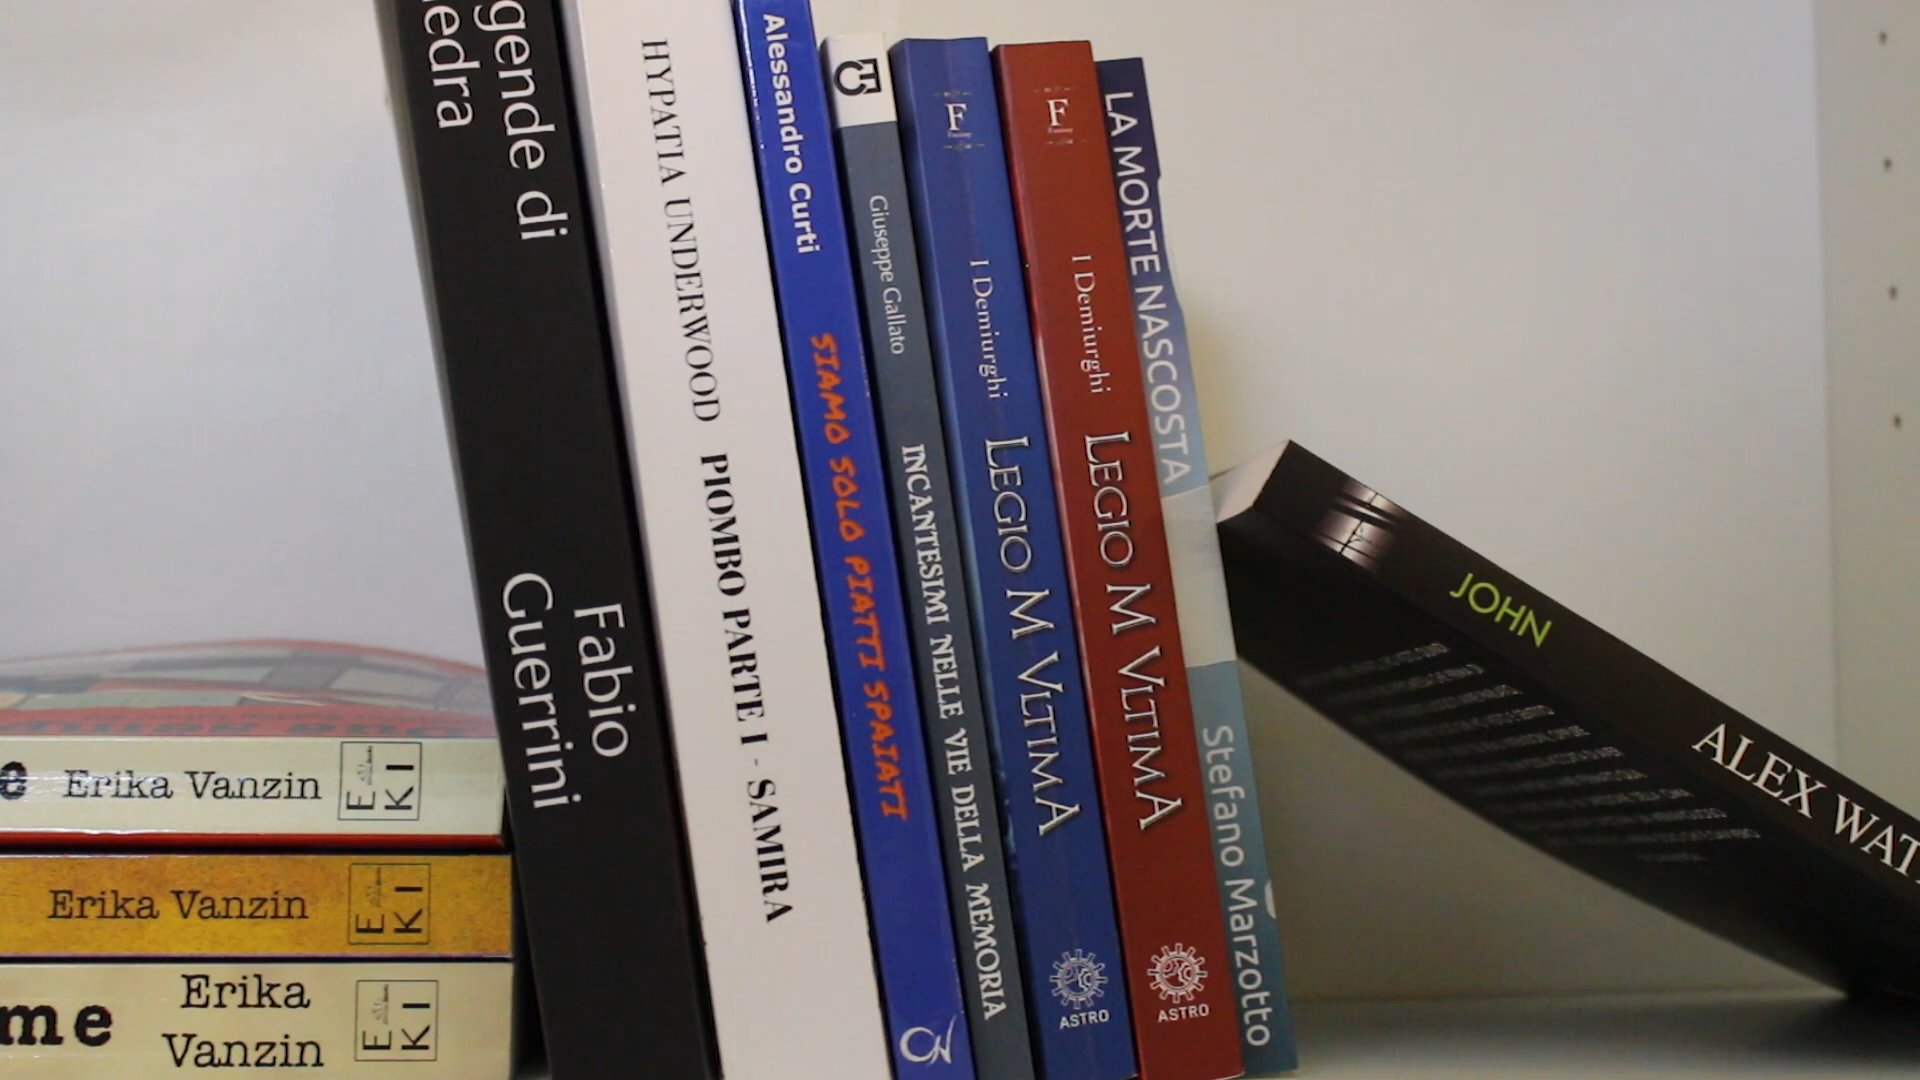 Erika Vanzin
E
KI
Erika Vanzin
E
KI
me
Erika
Vanzin
E
KI
gende di
edra
Fabio
Guerrini
HYPATIA UNDERWOOD PIOMBO PARTE I - SAMIRA
Alessandro Curti SIAMO SOLO PIATTI SPAIATI
Giuseppe Gallato INCANTESIMI NELLE VIE DELLA MEMORIA
F
Fantasy
I Demiurghi LEGIO M VLTIMA
ASTRO
F
Fantasy
I Demiurghi LEGIO M VLTIMA
ASTRO
LA MORTE NASCOSTA Stefano Marzotto
JOHN
ALEX WAT